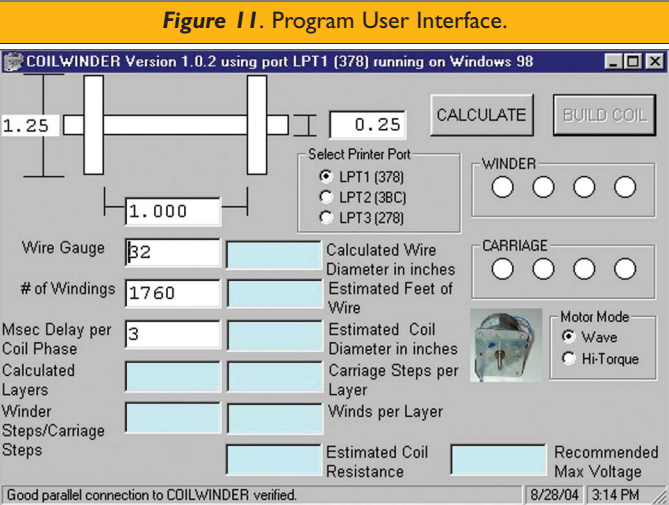 Figure 11. Program User Interface.
COILWINDER Version 1.0.2 using port LPT1 (378) running on Windows 98
1.25
0.25
CALCULATE
BUILD COIL
Select Printer Port
LPT1 (378)
LPT2 (3BC)
LPT3 (278)
WINDER
1.000
Wire Gauge
32
Calculated Wire
Diameter in inches
CARRIAGE
# of Windings
1760
Estimated Feet of
Wire
Msec Delay per
Coil Phase
3
Estimated Coil
Diameter in inches
Motor Mode
Wave
Hi-Torque
Calculated
Layers
Carriage Steps per
Layer
Winder
Steps/Carriage
Steps
Winds per Layer
Estimated Coil
Resistance
Recommended
Max Voltage
Good parallel connection to COILWINDER verified.
8/28/04
3:14 PM